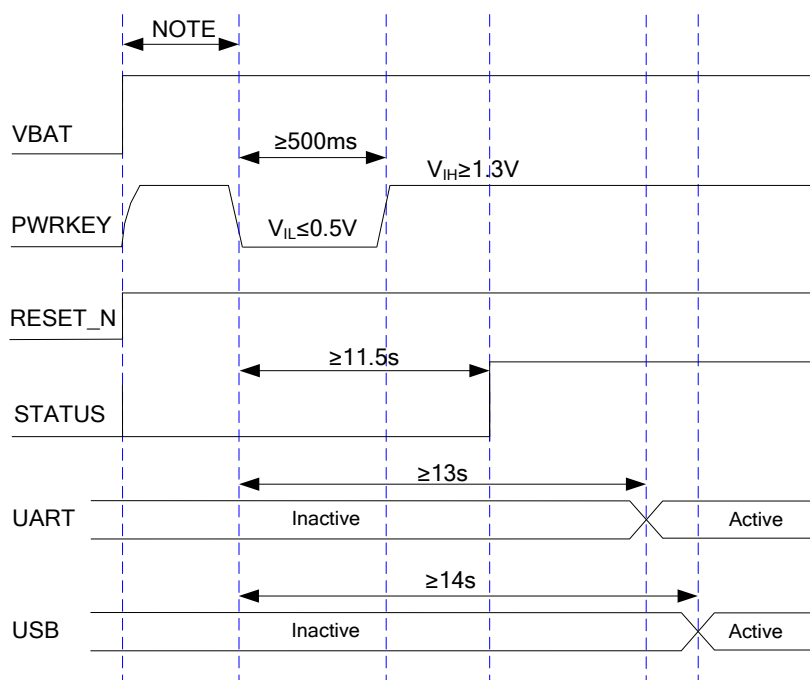 NOTE
VBAT
≥500ms
VIH≥1.3V
PWRKEY
VIL≤0.5V
RESET_N
≥11.5s
STATUS
≥13s
UART
Inactive
Active
≥14s
USB
Inactive
Active